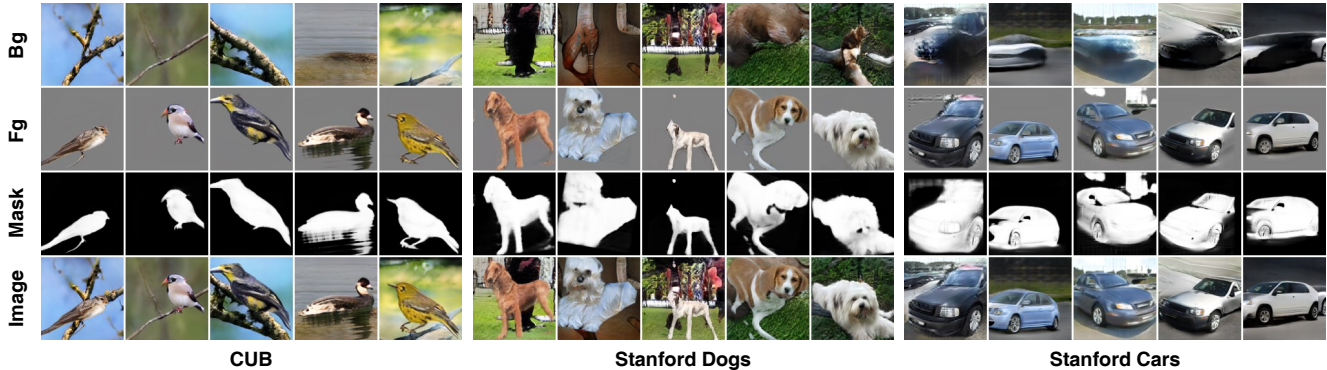 Bg
Fg
Mask
Image
CUB
Stanford Dogs
Stanford Cars